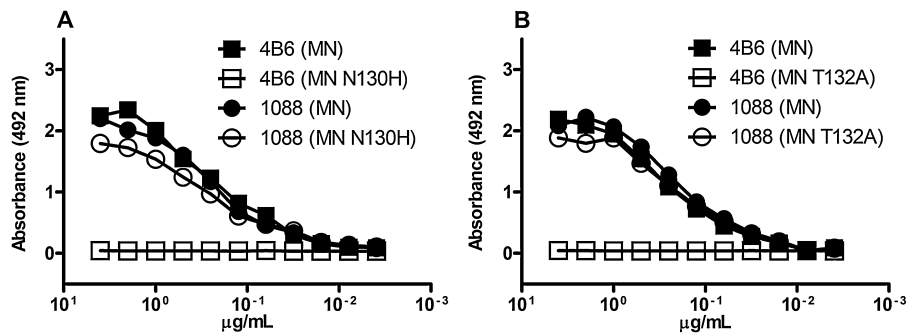 A
4B6 (MN)
4B6 (MN N130H)
1088 (MN)
1088 (MN N130H)
Absorbance (492 nm)
3
2
1
0
10¹ 10⁰ 10⁻¹ 10⁻² 10⁻³
μg/mL
B
4B6 (MN)
4B6 (MN T132A)
1088 (MN)
1088 (MN T132A)
Absorbance (492 nm)
3
2
1
0
10¹ 10⁰ 10⁻¹ 10⁻² 10⁻³
μg/mL